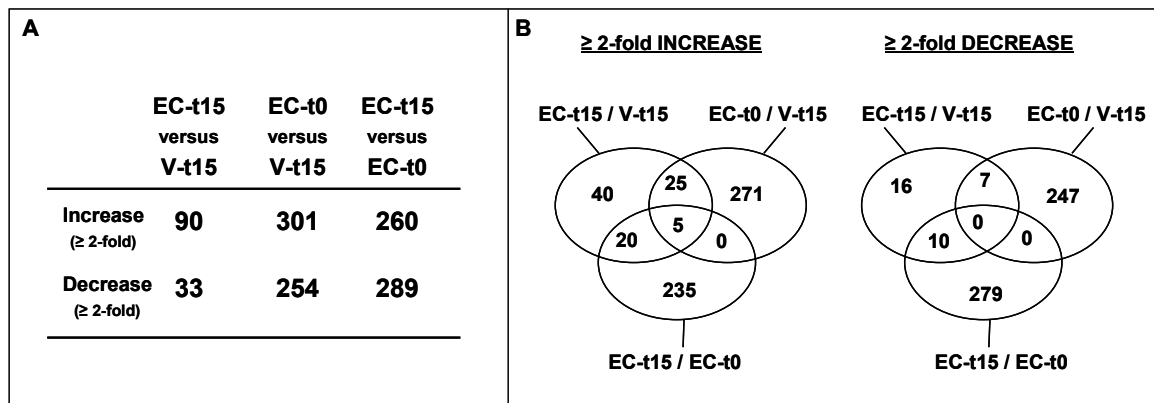 A
EC-t15 EC-t0 EC-t15
versus versus versus
V-t15 V-t15 EC-t0
Increase 90 301 260
(≥ 2-fold)
Decrease 33 254 289
(≥ 2-fold)
B
≥ 2-fold INCREASE
EC-t15 / V-t15 EC-t0 / V-t15
40 25 271
20 5 0
235
EC-t15 / EC-t0
≥ 2-fold DECREASE
EC-t15 / V-t15 EC-t0 / V-t15
16 7 247
10 0 0
279
EC-t15 / EC-t0